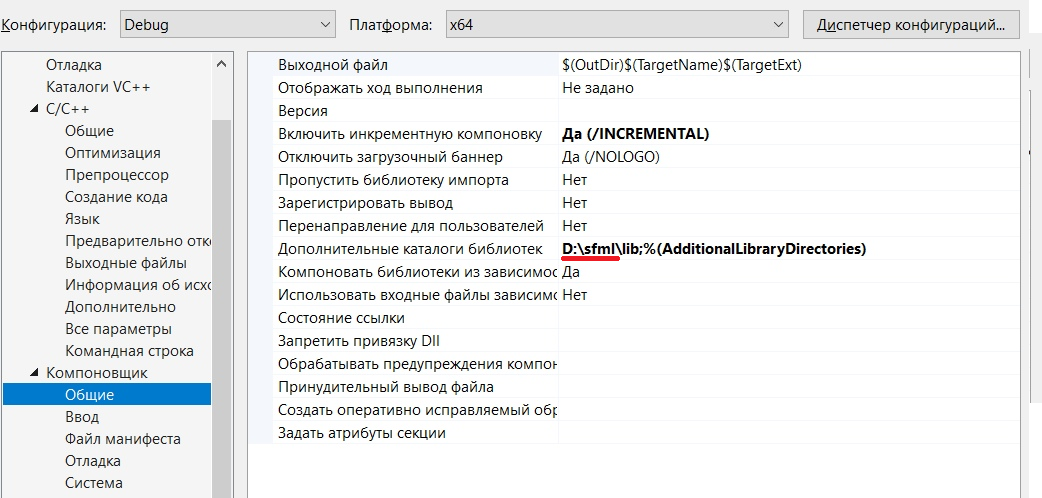 Конфигурация: Debug Платформа: x64 Диспетчер конфигураций...
Отладка
Каталоги VC++
C/C++
Общие
Оптимизация
Препроцессор
Создание кода
Язык
Предварительно отко
Выходные файлы
Информация об исхо
Дополнительно
Все параметры
Командная строка
Компоновщик
Общие
Ввод
Файл манифеста
Отладка
Система
Выходной файл $(OutDir)$(TargetName)$(TargetExt)
Отображать ход выполнения Не задано
Версия
Включить инкрементную компоновку Да (/INCREMENTAL)
Отключить загрузочный баннер Да (/NOLOGO)
Пропустить библиотеку импорта Нет
Зарегистрировать вывод Нет
Перенаправление для пользователей Нет
Дополнительные каталоги библиотек D:\sfml\lib;%(AdditionalLibraryDirectories)
Компоновать библиотеки из зависимос Да
Использовать входные файлы зависимо Нет
Состояние ссылки
Запретить привязку Dll
Обрабатывать предупреждения компон
Принудительный вывод файла
Создать оперативно исправляемый обр
Задать атрибуты секции